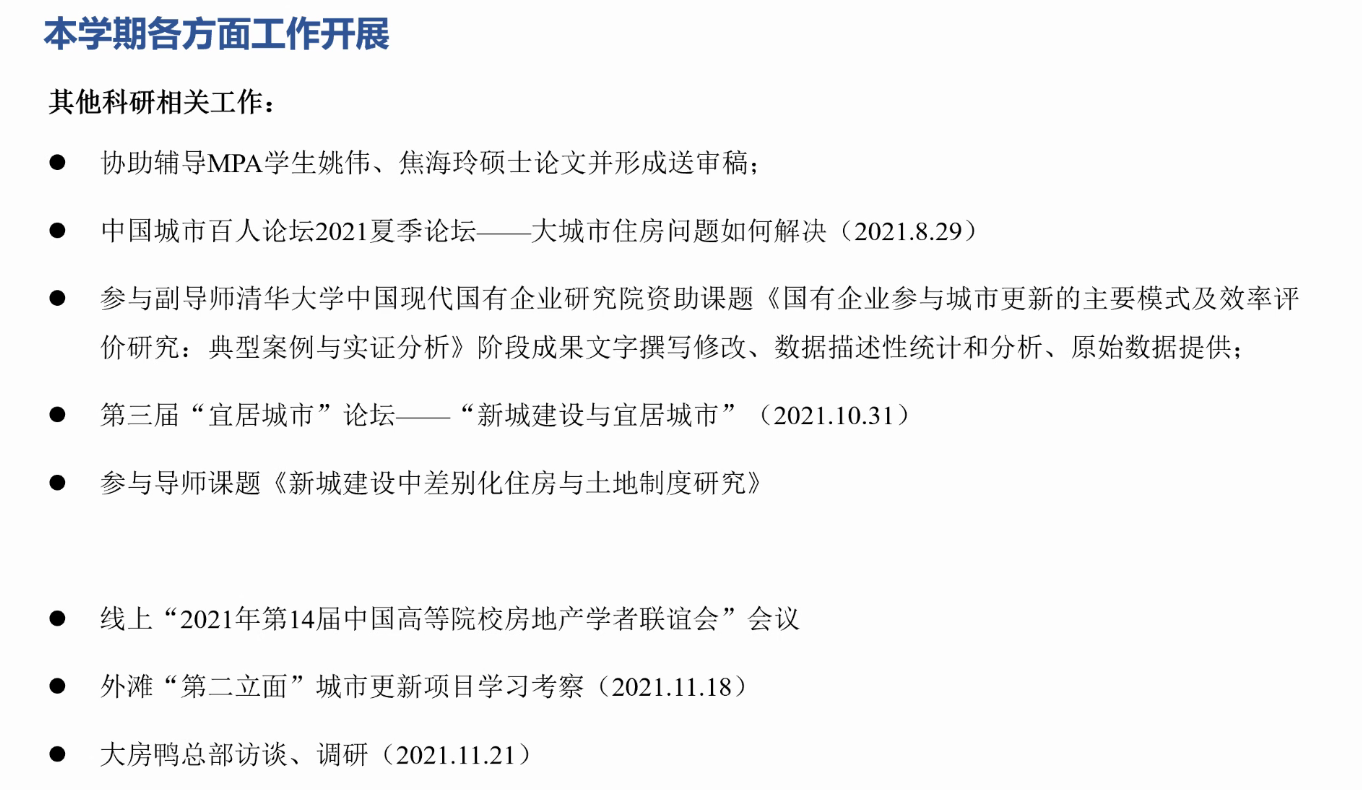 本学期各方面工作开展
其他科研相关工作：
● 协助辅导MPA学生姚伟、焦海玲硕士论文并形成送审稿；
● 中国城市百人论坛2021夏季论坛——大城市住房问题如何解决（2021.8.29）
● 参与副导师清华大学中国现代国有企业研究院资助课题《国有企业参与城市更新的主要模式及效率评
价研究：典型案例与实证分析》阶段成果文字撰写修改、数据描述性统计和分析、原始数据提供；
● 第三届“宜居城市”论坛——“新城建设与宜居城市”（2021.10.31）
● 参与导师课题《新城建设中差别化住房与土地制度研究》
● 线上“2021年第14届中国高等院校房地产学者联谊会”会议
● 外滩“第二立面”城市更新项目学习考察（2021.11.18）
● 大房鸭总部访谈、调研（2021.11.21）